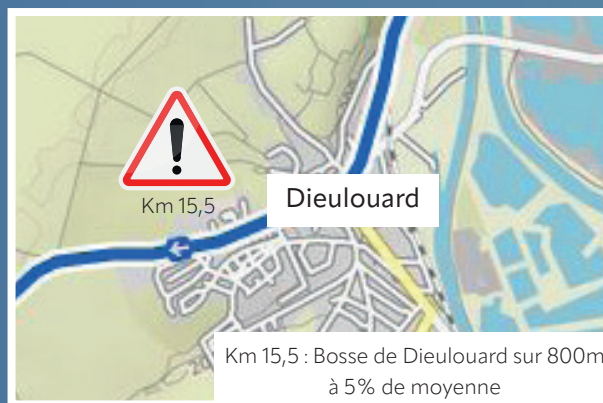 Km 15,5
Dieulouard
Km 15,5 : Bosse de Dieulouard sur 800m
à 5% de moyenne